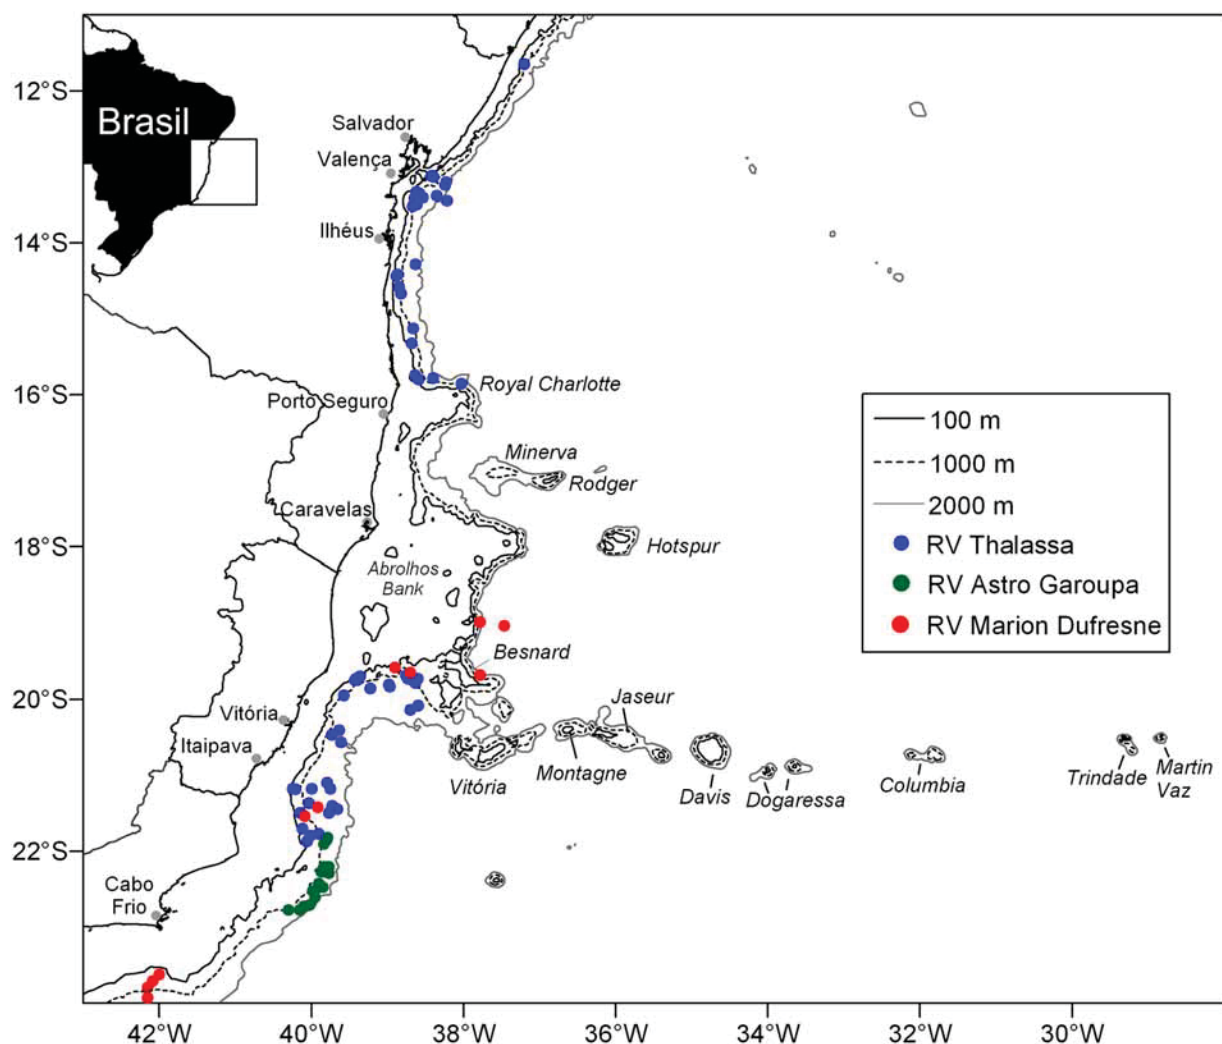 12°S
14°S
16°S
18°S
20°S
22°S
Brasil
Salvador
Valença
Ilhéus
Porto Seguro
Caravelas
Vitória
Itaipava
Cabo
Frio
Royal Charlotte
Minerva
Rodger
Hotspur
Abrolhos
Bank
Besnard
Jaseur
Vitória
Montagne
Davis
Dogaressa
Columbia
Trindade
Martin
Vaz
100 m
1000 m
2000 m
RV Thalassa
RV Astro Garoupa
RV Marion Dufresne
42°W
40°W
38°W
36°W
34°W
32°W
30°W